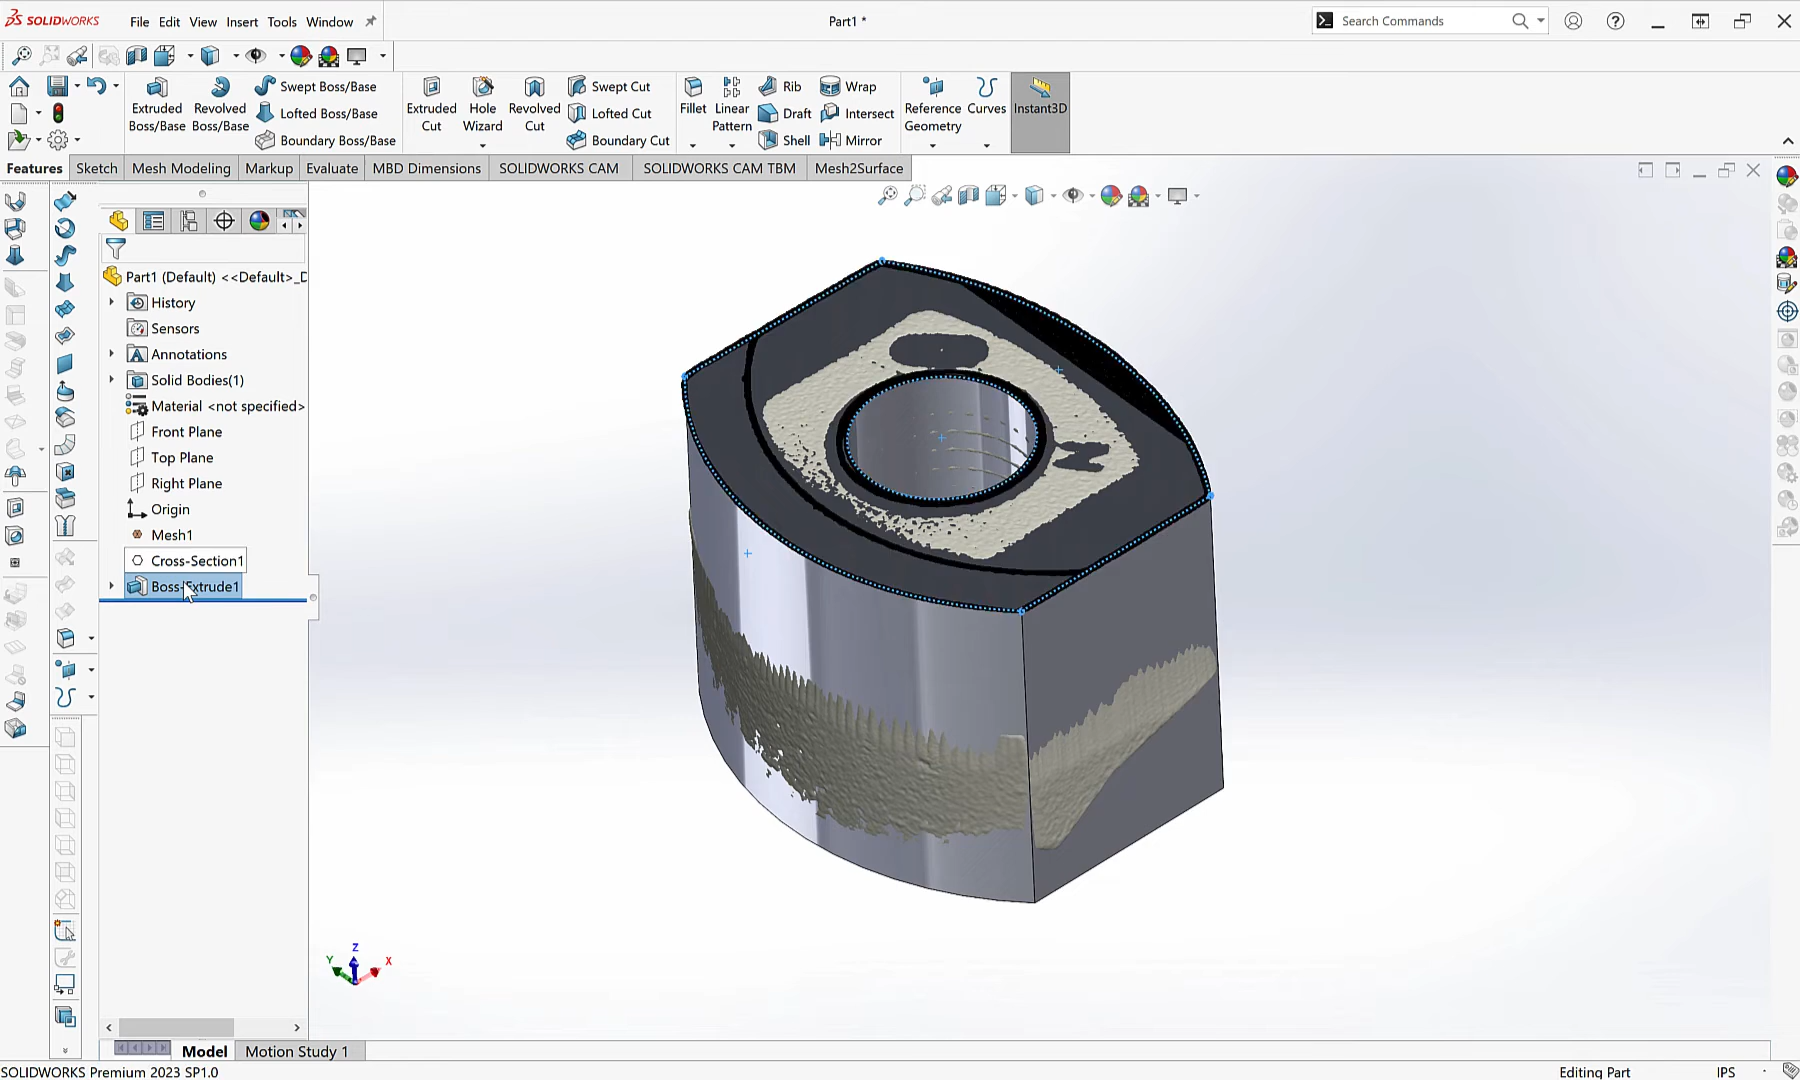 SOLIDWORKS File Edit View Insert Tools Window Part1 * Search Commands
Extruded Boss/Base
Revolved Boss/Base
Swept Boss/Base
Lofted Boss/Base
Boundary Boss/Base
Extruded Cut
Hole Wizard
Revolved Cut
Swept Cut
Lofted Cut
Boundary Cut
Fillet
Linear Pattern
Rib
Draft
Shell
Wrap
Intersect
Mirror
Reference Geometry
Curves
Instant3D
Features Sketch Mesh Modeling Markup Evaluate MBD Dimensions SOLIDWORKS CAM SOLIDWORKS CAM TBM Mesh2Surface
Part1 (Default) <<Default>_D
History
Sensors
Annotations
Solid Bodies(1)
Material <not specified>
Front Plane
Top Plane
Right Plane
Origin
Mesh1
Cross-Section1
Boss-Extrude1
Z
Y
X
Model Motion Study 1
SOLIDWORKS Premium 2023 SP1.0 Editing Part IPS